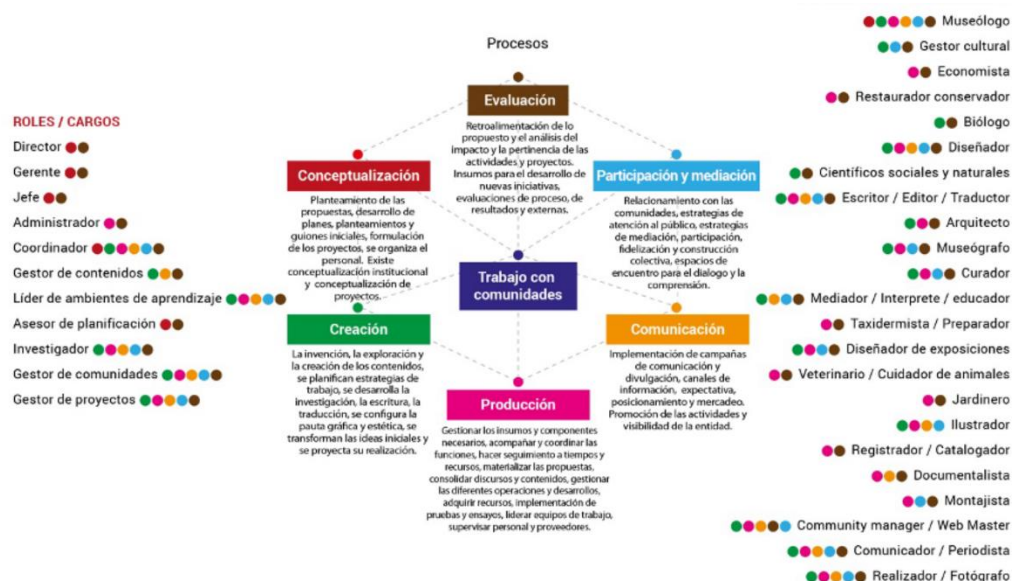 Procesos
Evaluación
Retroalimentación de lo
propuesto y el análisis del
impacto y la pertinencia de las
actividades y proyectos.
Insumos para el desarrollo de
nuevas iniciativas,
evaluaciones de proceso, de
resultados y externas.
Conceptualización
Planteamiento de las
propuestas, desarrollo de
planes, planteamientos y
guiones iniciales, formulación
de los proyectos, se organiza el
personal. Existe
conceptualización institucional
y conceptualización de
proyectos.
Participación y mediación
Relacionamiento con las
comunidades, estrategias de
atención al público, estrategias
de mediación, participación,
fidelización y construcción
colectiva, espacios de
encuentro para el dialogo y la
comprensión.
Trabajo con
comunidades
Creación
La invención, la exploración y
la creación de los contenidos,
se planifican estrategias de
trabajo, se desarrolla la
investigación, la escritura, la
traducción, se configura la
pauta gráfica y estética, se
transforman las ideas iniciales y
se proyecta su realización.
Comunicación
Implementación de campañas
de comunicación y
divulgación, canales de
información, expectativa,
posicionamiento y mercadeo.
Promoción de las actividades y
visibilidad de la entidad.
Producción
Gestionar los insumos y componentes
necesarios, acompañar y coordinar las
funciones, hacer seguimiento a tiempos y
recursos, materializar las propuestas,
consolidar discursos y contenidos, gestionar
las diferentes operaciones y desarrollos,
adquirir recursos, implementación de
pruebas y ensayos, liderar equipos de trabajo,
supervisar personal y proveedores.
ROLES / CARGOS
Director
Gerente
Jefe
Administrador
Coordinador
Gestor de contenidos
Líder de ambientes de aprendizaje
Asesor de planificación
Investigador
Gestor de comunidades
Gestor de proyectos
Museólogo
Gestor cultural
Economista
Restaurador conservador
Biólogo
Diseñador
Científicos sociales y naturales
Escritor / Editor / Traductor
Arquitecto
Museógrafo
Curador
Mediador / Interprete / educador
Taxidermista / Preparador
Diseñador de exposiciones
Veterinario / Cuidador de animales
Jardinero
Ilustrador
Registrador / Catalogador
Documentalista
Montajista
Community manager / Web Master
Comunicador / Periodista
Realizador / Fotógrafo